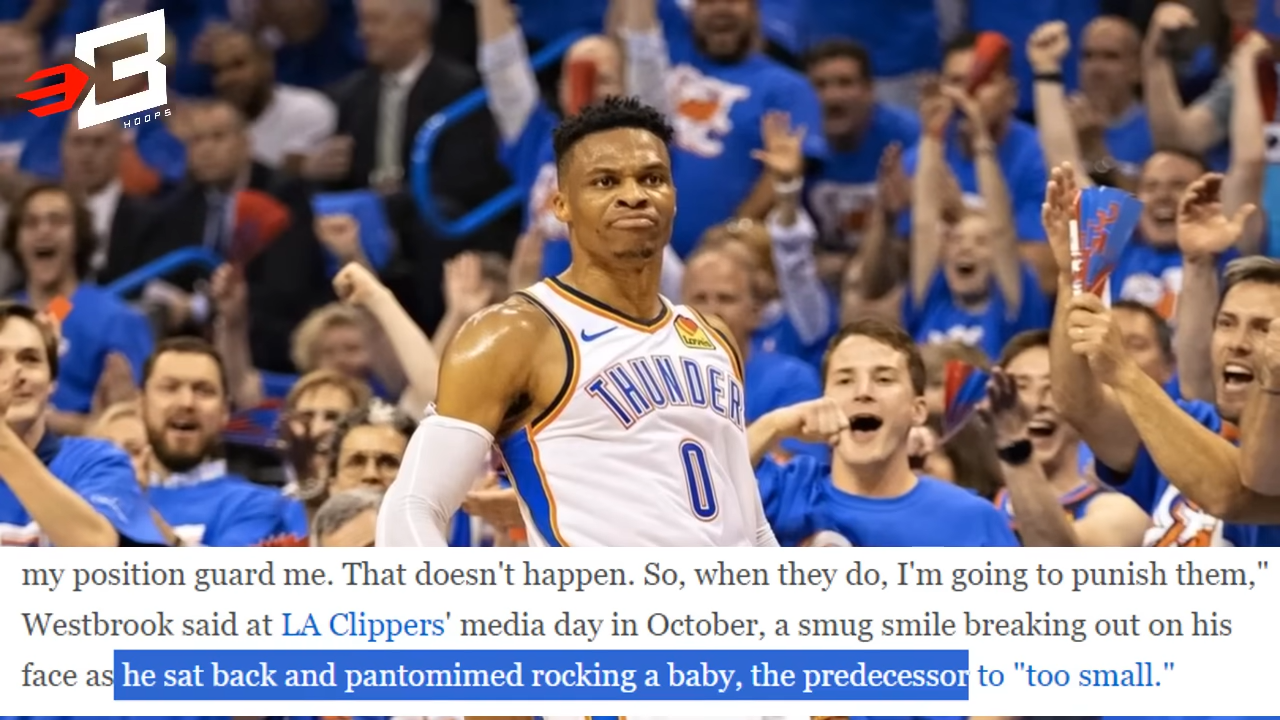 B
HOOPS
THUNDER
0
my position guard me. That doesn't happen. So, when they do, I'm going to punish them,"
Westbrook said at LA Clippers' media day in October, a smug smile breaking out on his
face as he sat back and pantomimed rocking a baby, the predecessor to "too small."